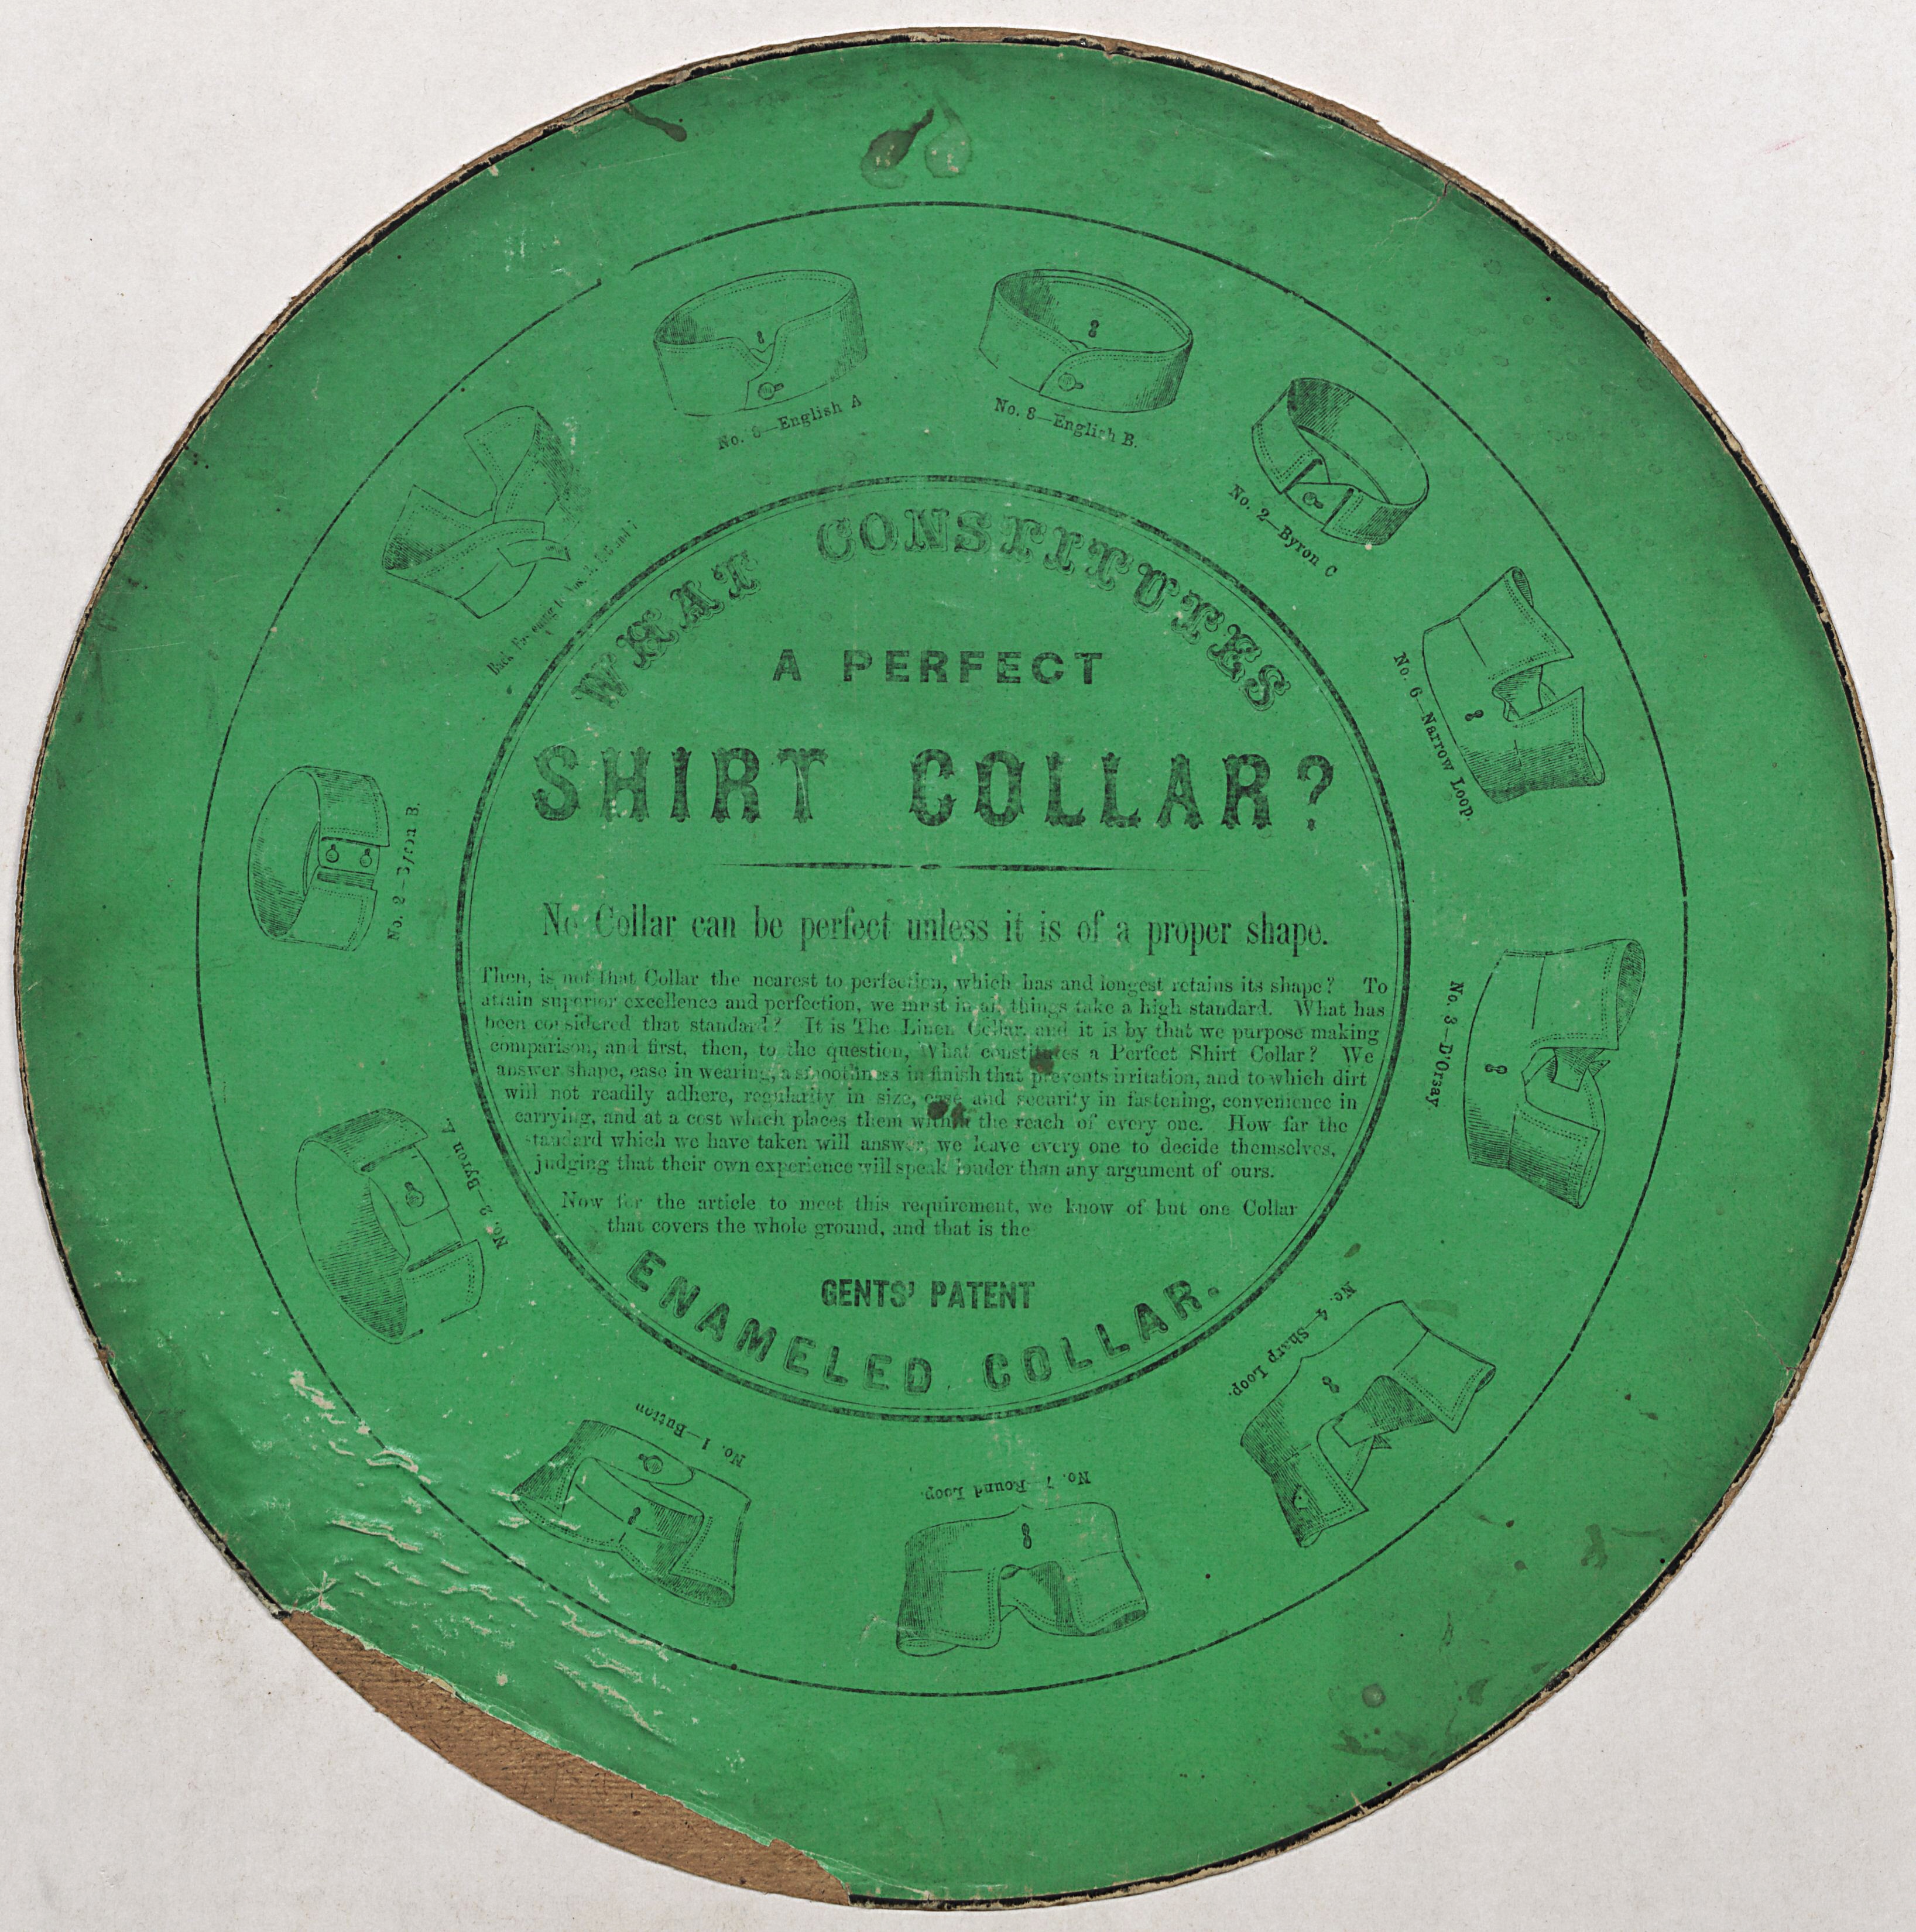 WHAT CONSTITUTES
A PERFECT
SHIRT COLLAR?
No Collar can be perfect unless it is of a proper shape.
Then, is not that Collar the nearest to perfection, which has and longest retains its shape? To
attain superior excellence and perfection, we must in all things take a high standard. What has
been considered that standard? It is The Linen Collar, and it is by that we purpose making
comparison, and first, then, to the question, What constitutes a Perfect Shirt Collar? We
answer shape, ease in wearing, a smoothness in finish that prevents irritation, and to which dirt
will not readily adhere, regularity in size, ease and security in fastening, convenience in
carrying, and at a cost which places them within the reach of every one. How far the
standard which we have taken will answer, we leave every one to decide themselves,
judging that their own experience will speak louder than any argument of ours.
Now for the article to meet this requirement, we know of but one Collar
that covers the whole ground, and that is the
GENTS' PATENT
ENAMELED COLLAR.
No. 8—English A
No. 8—English B.
No. 2—Byron C
No. 6—Narrow Loop.
No. 3—D'Orsay
No. 4—Sharp Loop.
No. 7—Round Loop.
No. 1—Button
No. 2—Byron A.
No. 2—Byron B.
Back Fastening to Nos.